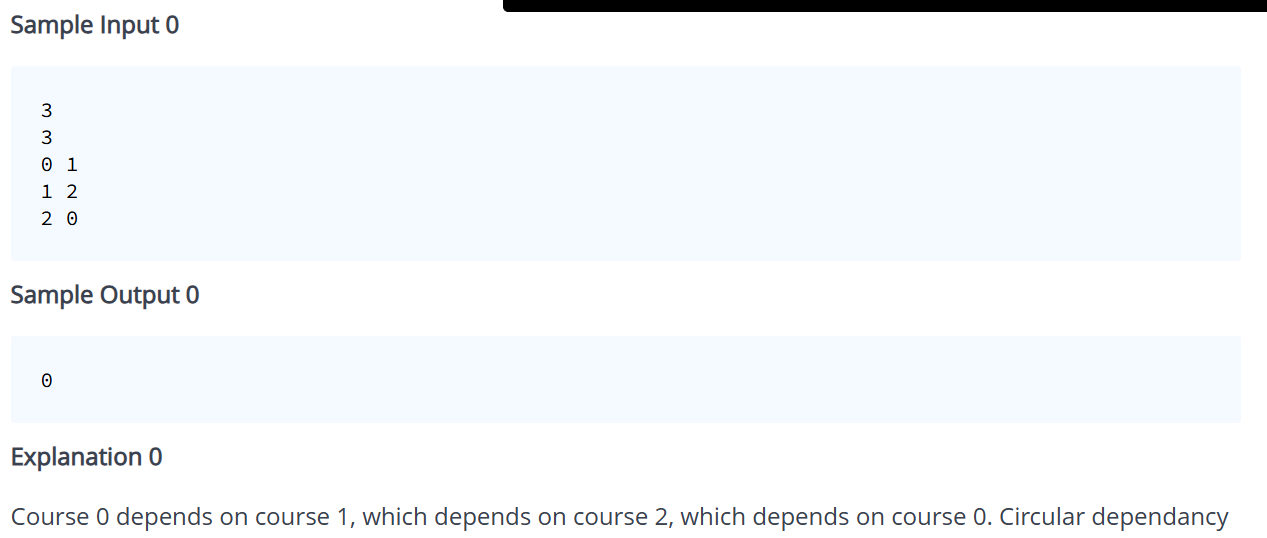 Sample Input 0
3
3
0 1
1 2
2 0
Sample Output 0
0
Explanation 0
Course 0 depends on course 1, which depends on course 2, which depends on course 0. Circular dependancy